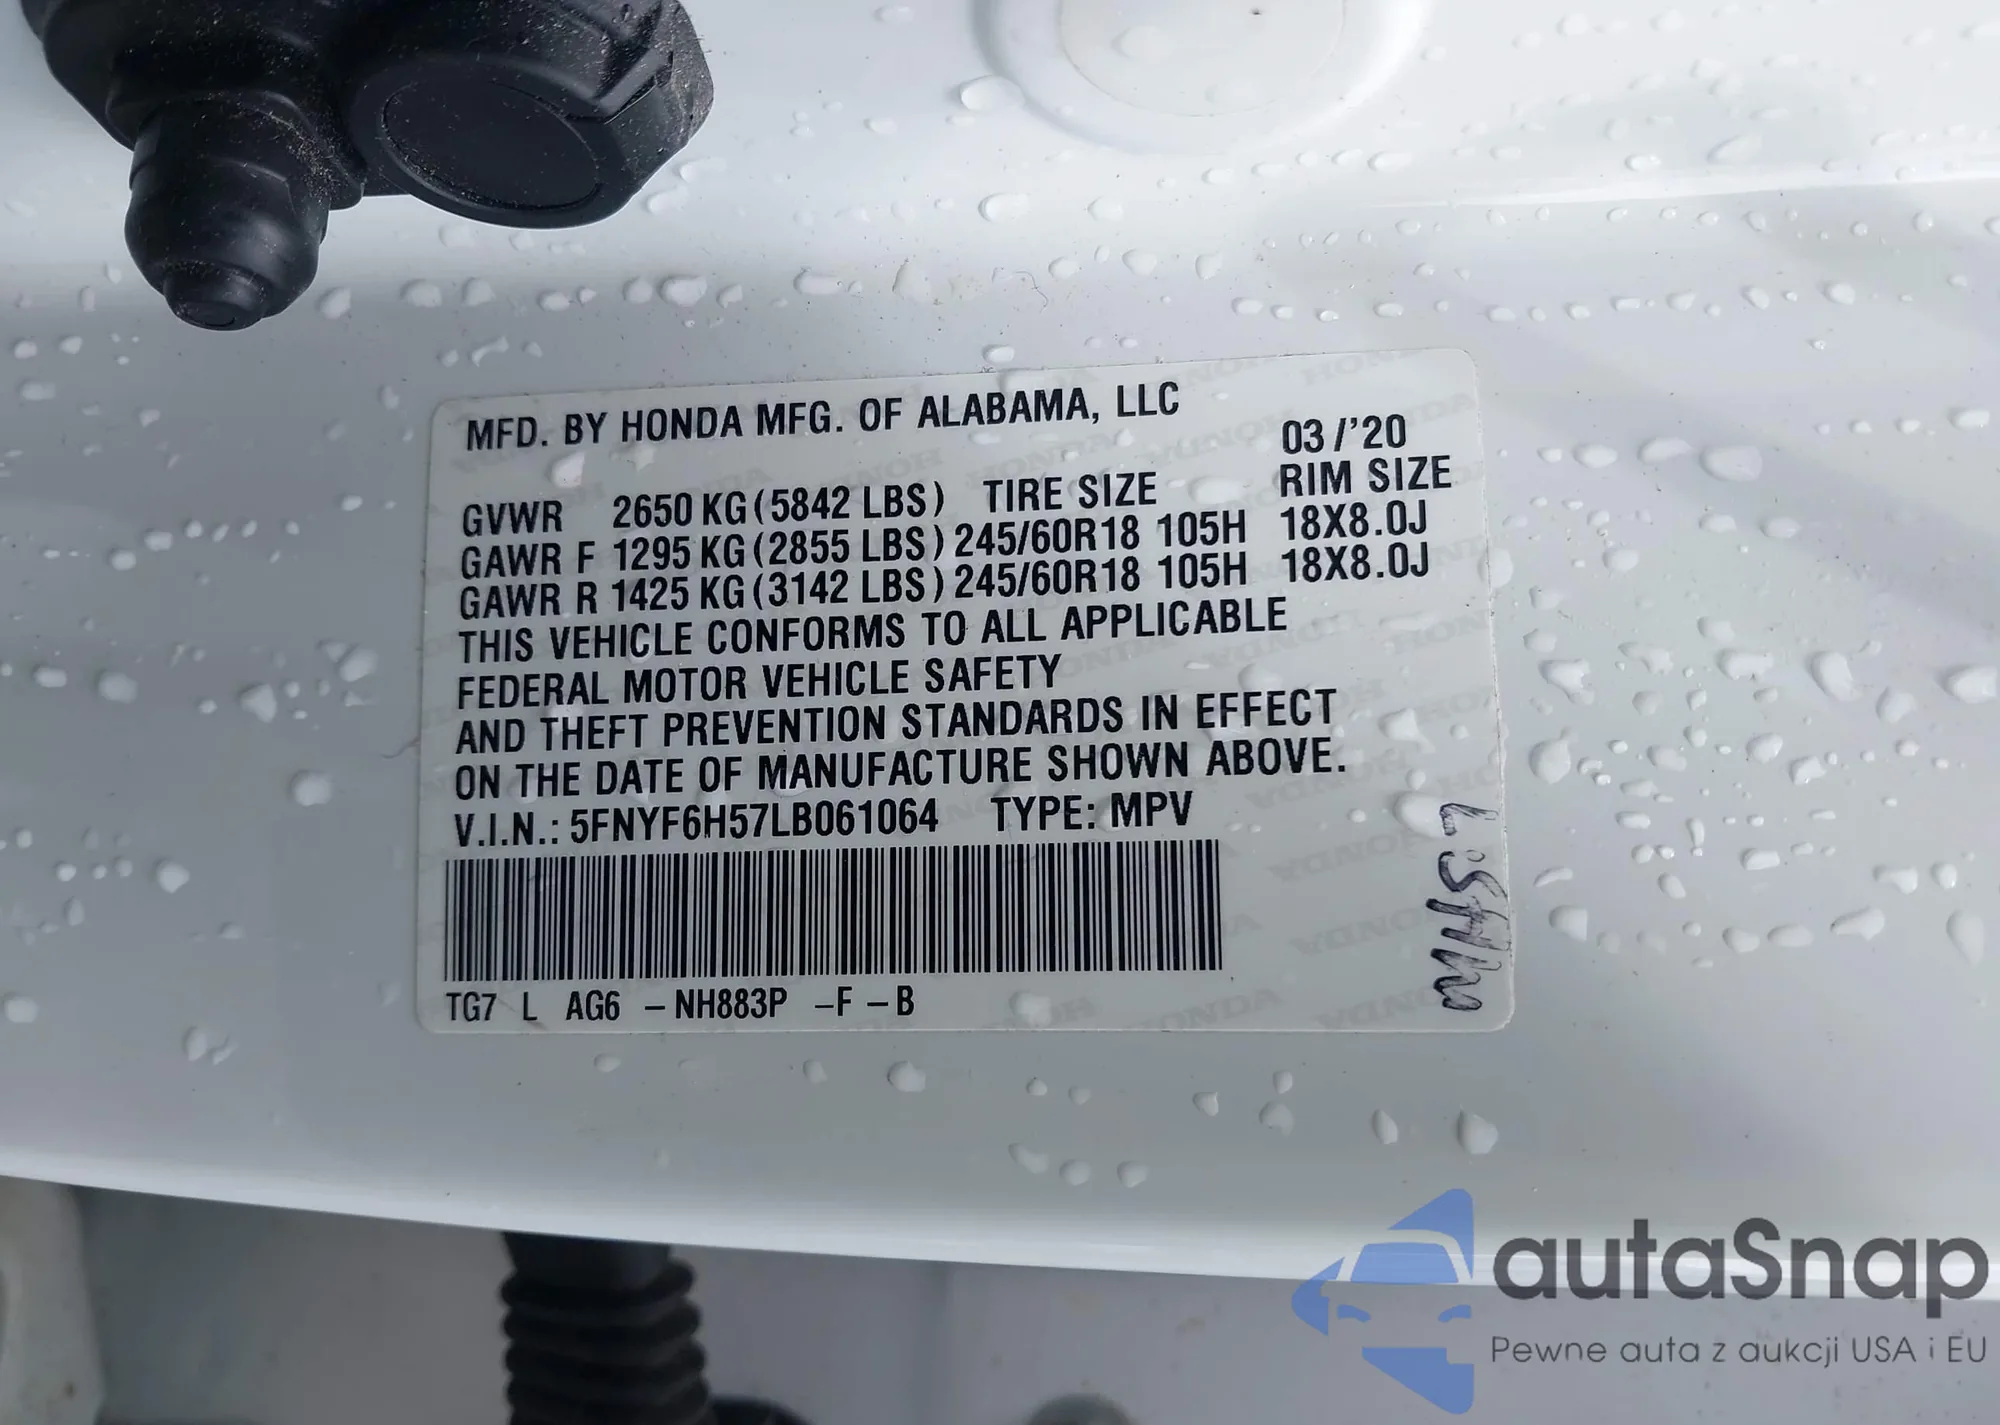 MFD. BY HONDA MFG. OF ALABAMA, LLC
03/'20
GVWR 2650 KG (5842 LBS) TIRE SIZE RIM SIZE
GAWR F 1295 KG (2855 LBS) 245/60R18 105H 18X8.0J
GAWR R 1425 KG (3142 LBS) 245/60R18 105H 18X8.0J
THIS VEHICLE CONFORMS TO ALL APPLICABLE
FEDERAL MOTOR VEHICLE SAFETY
AND THEFT PREVENTION STANDARDS IN EFFECT
ON THE DATE OF MANUFACTURE SHOWN ABOVE.
V.I.N.: 5FNYF6H57LB061064 TYPE: MPV
TG7 L AG6 -NH883P -F -B
autaSnap
Pewne auta z aukcji USA i EU